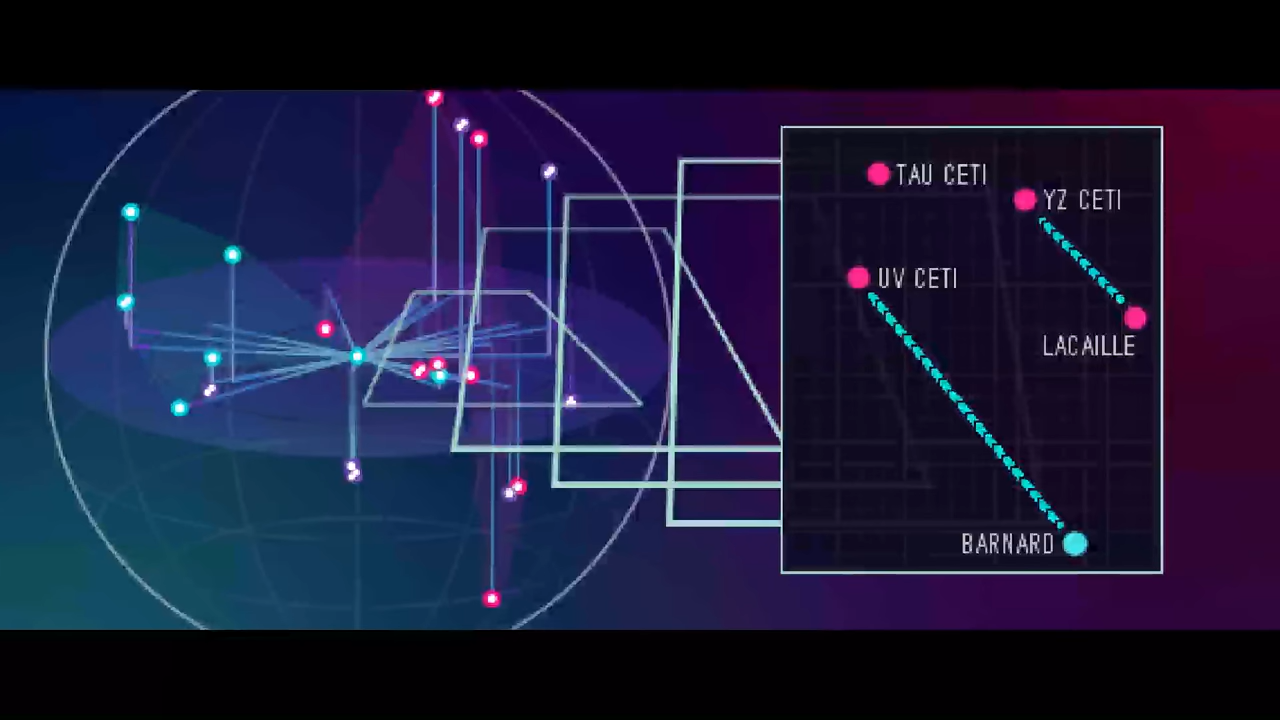 TAU CETI
YZ CETI
UV CETI
LACAILLE
BARNARD